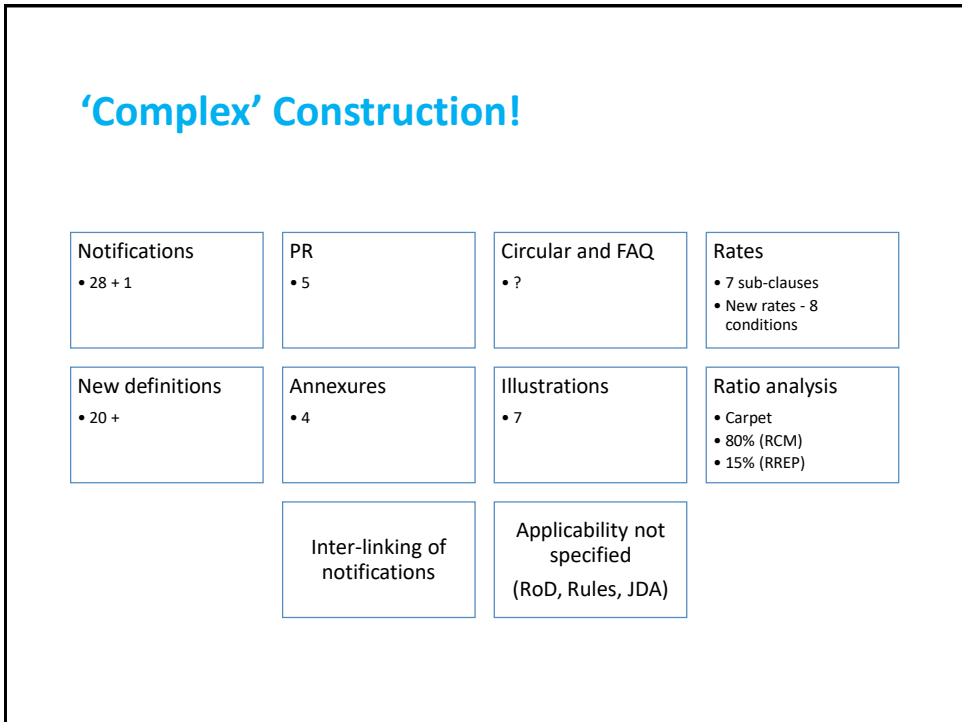 ‘Complex’ Construction!
Notifications
• 28 + 1
PR
• 5
Circular and FAQ
• ?
Rates
• 7 sub-clauses
• New rates - 8
conditions
New definitions
• 20 +
Annexures
• 4
Illustrations
• 7
Ratio analysis
• Carpet
• 80% (RCM)
• 15% (RREP)
Inter-linking of
notifications
Applicability not
specified
(RoD, Rules, JDA)